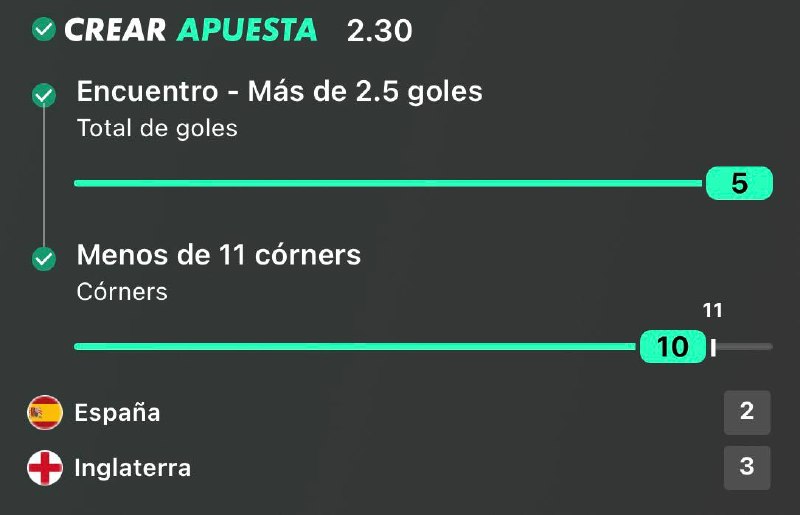 CREAR APUESTA 2.30
Encuentro - Más de 2.5 goles
Total de goles
5
Menos de 11 córners
Córners
11
10
España 2
Inglaterra 3